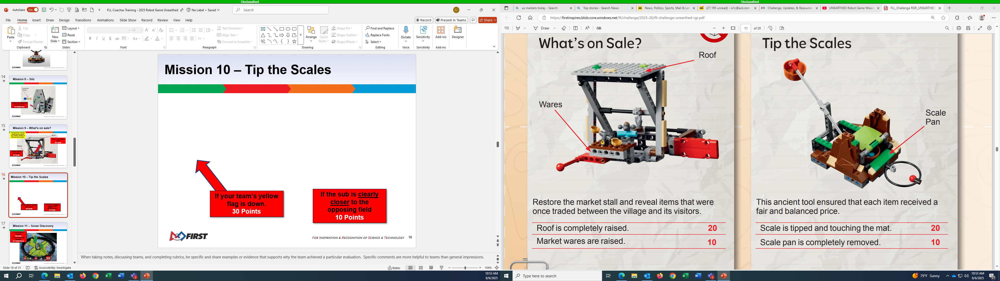 Unclassified
Unclassified
AutoSave On
FLL Coaches Training - 2025 Robot Game Unearthed
No Label • Saved
Search
CJ
File Home Insert Draw Design Transitions Animations Slide Show Record Review View Help
Record Present in Teams Share
Paste Cut Copy Format Painter
Clipboard
New Slide Layout Reset Section
Slides
18
Font
Text Direction
Align Text
Convert to SmartArt
Paragraph
Arrange Quick Styles
Shape Fill
Shape Outline
Shape Effects
Drawing
Find and Replace
Replace Fonts
Select
Editing
Dictate
Voice
Sensitivity
Sensitivity
Add-ins
Add-ins
Designer
14
Mission 8 – Silo
15
Mission 9 – What's on sale?
Roof
Wares
16
Mission 10 – Tip the Scales
17
Mission 11 – Sonar Discovery
Mission 10 – Tip the Scales
If your team's yellow
flag is down.
30 Points
If the sub is clearly
closer to the
opposing field
10 Points
FIRST
FOR INSPIRATION & RECOGNITION OF SCIENCE & TECHNOLOGY 16
When taking notes, discussing teams, and completing rubrics, be specific and share examples or evidence that supports why the team achieved a particular evaluation. Specific comments are more helpful to teams than general impressions.
Slide 16 of 31 Accessibility: Investigate
Notes 104%
10:53 AM
8/6/2025
us markets today - Search
Top stories - Search News
News, Politics, Sports, Mail & Lat
(27,195 unread) - is1c@aol.com
Challenge, Updates, & Resources
UNEARTHED Robot Game Missio
FLL_Challenge RGR_UNEARTHED
https://firstinspires.blob.core.windows.net/fll/challenge/2025-26/fll-challenge-unearthed-rgr.pdf
Draw
11 of 20
What's on Sale?
Roof
Wares
Restore the market stall and reveal items that were
once traded between the village and its visitors.
Roof is completely raised. 20
Market wares are raised. 10
Tip the Scales
Scale
Pan
This ancient tool ensured that each item received a
fair and balanced price.
Scale is tipped and touching the mat. 20
Scale pan is completely removed. 10
Type here to search
79°F Sunny
10:53 AM
8/6/2025
21